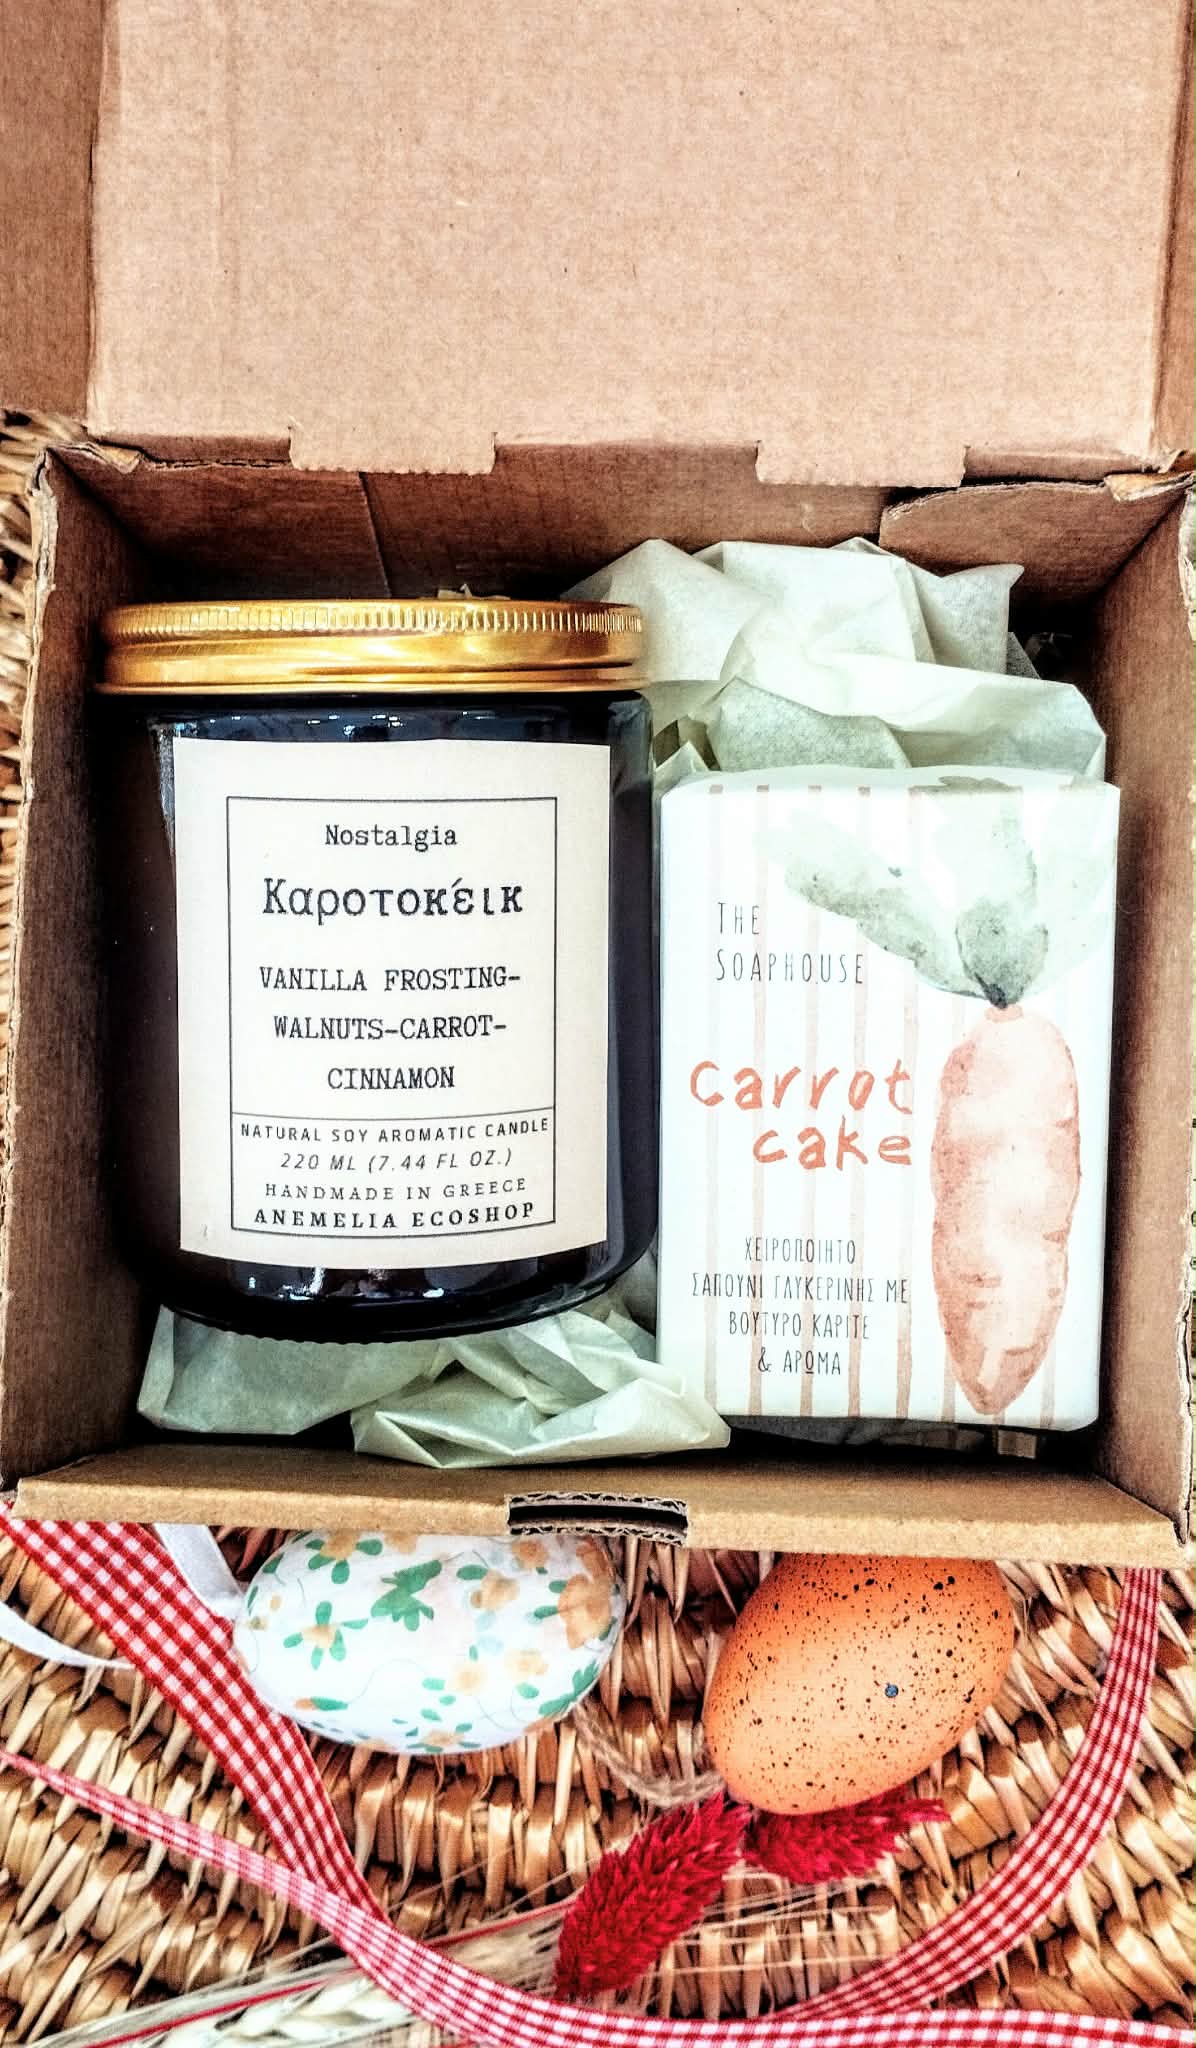 Nostalgia
Καροτοκέικ
VANILLA FROSTING-
WALNUTS-CARROT-
CINNAMON
NATURAL SOY AROMATIC CANDLE
220 ML (7.44 FL OZ.)
HANDMADE IN GREECE
ANEMELIA ECOSHOP
THE
SOAPHOUSE
carrot
cake
ΧΕΙΡΟΠΟΙΗΤΟ
ΣΑΠΟΥΝΙ ΓΛΥΚΕΡΙΝΗΣ ΜΕ
ΒΟΥΤΥΡΟ ΚΑΡΙΤΕ
& ΑΡΩΜΑ